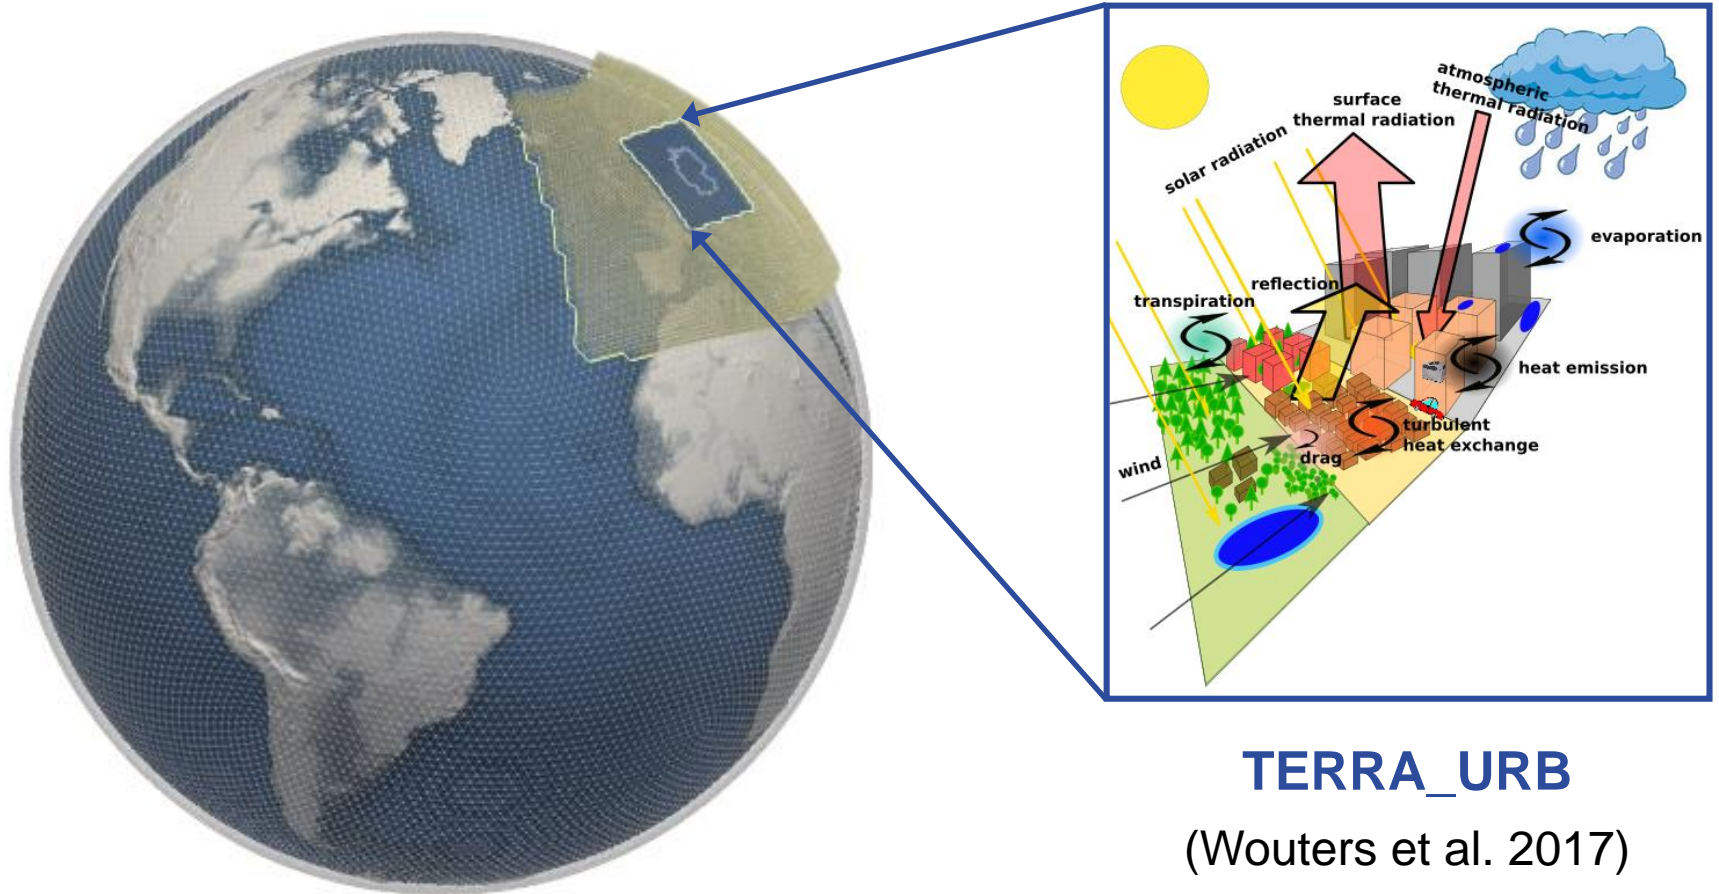 atmospheric
thermal radiation
surface
thermal radiation
solar radiation
evaporation
reflection
transpiration
heat emission
turbulent
heat exchange
drag
wind
TERRA_URB
(Wouters et al. 2017)